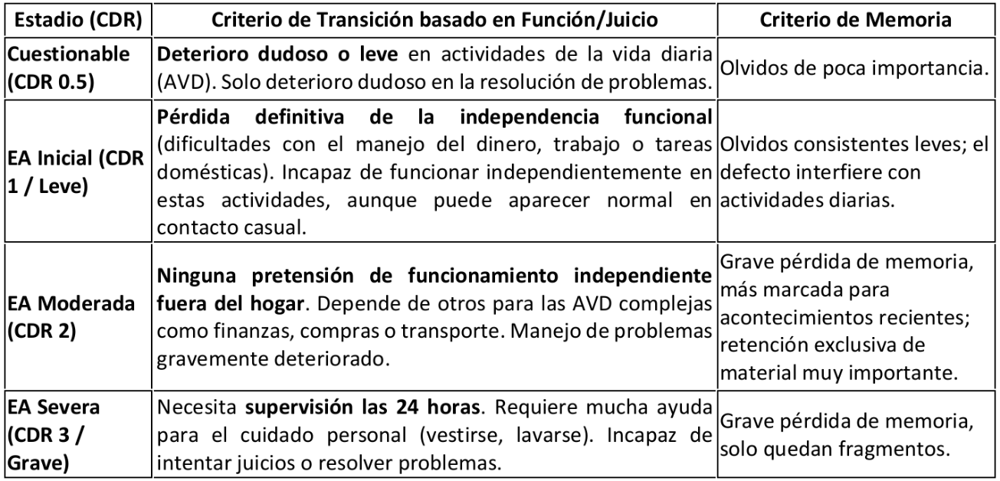 Estadio (CDR)
Criterio de Transición basado en Función/Juicio
Criterio de Memoria
Cuestionable
(CDR 0.5)
Deterioro dudoso o leve en actividades de la vida diaria
(AVD). Solo deterioro dudoso en la resolución de problemas.
Olvidos de poca importancia.
EA Inicial (CDR
1 / Leve)
Pérdida definitiva de la independencia funcional
(dificultades con el manejo del dinero, trabajo o tareas
domésticas). Incapaz de funcionar independientemente en
estas actividades, aunque puede aparecer normal en
contacto casual.
Olvidos consistentes leves; el
defecto interfiere con
actividades diarias.
EA Moderada
(CDR 2)
Ninguna pretensión de funcionamiento independiente
fuera del hogar. Depende de otros para las AVD complejas
como finanzas, compras o transporte. Manejo de problemas
gravemente deteriorado.
Grave pérdida de memoria,
más marcada para
acontecimientos recientes;
retención exclusiva de
material muy importante.
EA Severa
(CDR 3 /
Grave)
Necesita supervisión las 24 horas. Requiere mucha ayuda
para el cuidado personal (vestirse, lavarse). Incapaz de
intentar juicios o resolver problemas.
Grave pérdida de memoria,
solo quedan fragmentos.